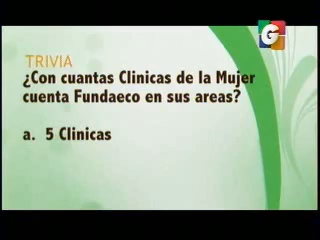 G
TRIVIA
¿Con cuantas Clinicas de la Mujer
cuenta Fundaeco en sus areas?
a. 5 Clinicas